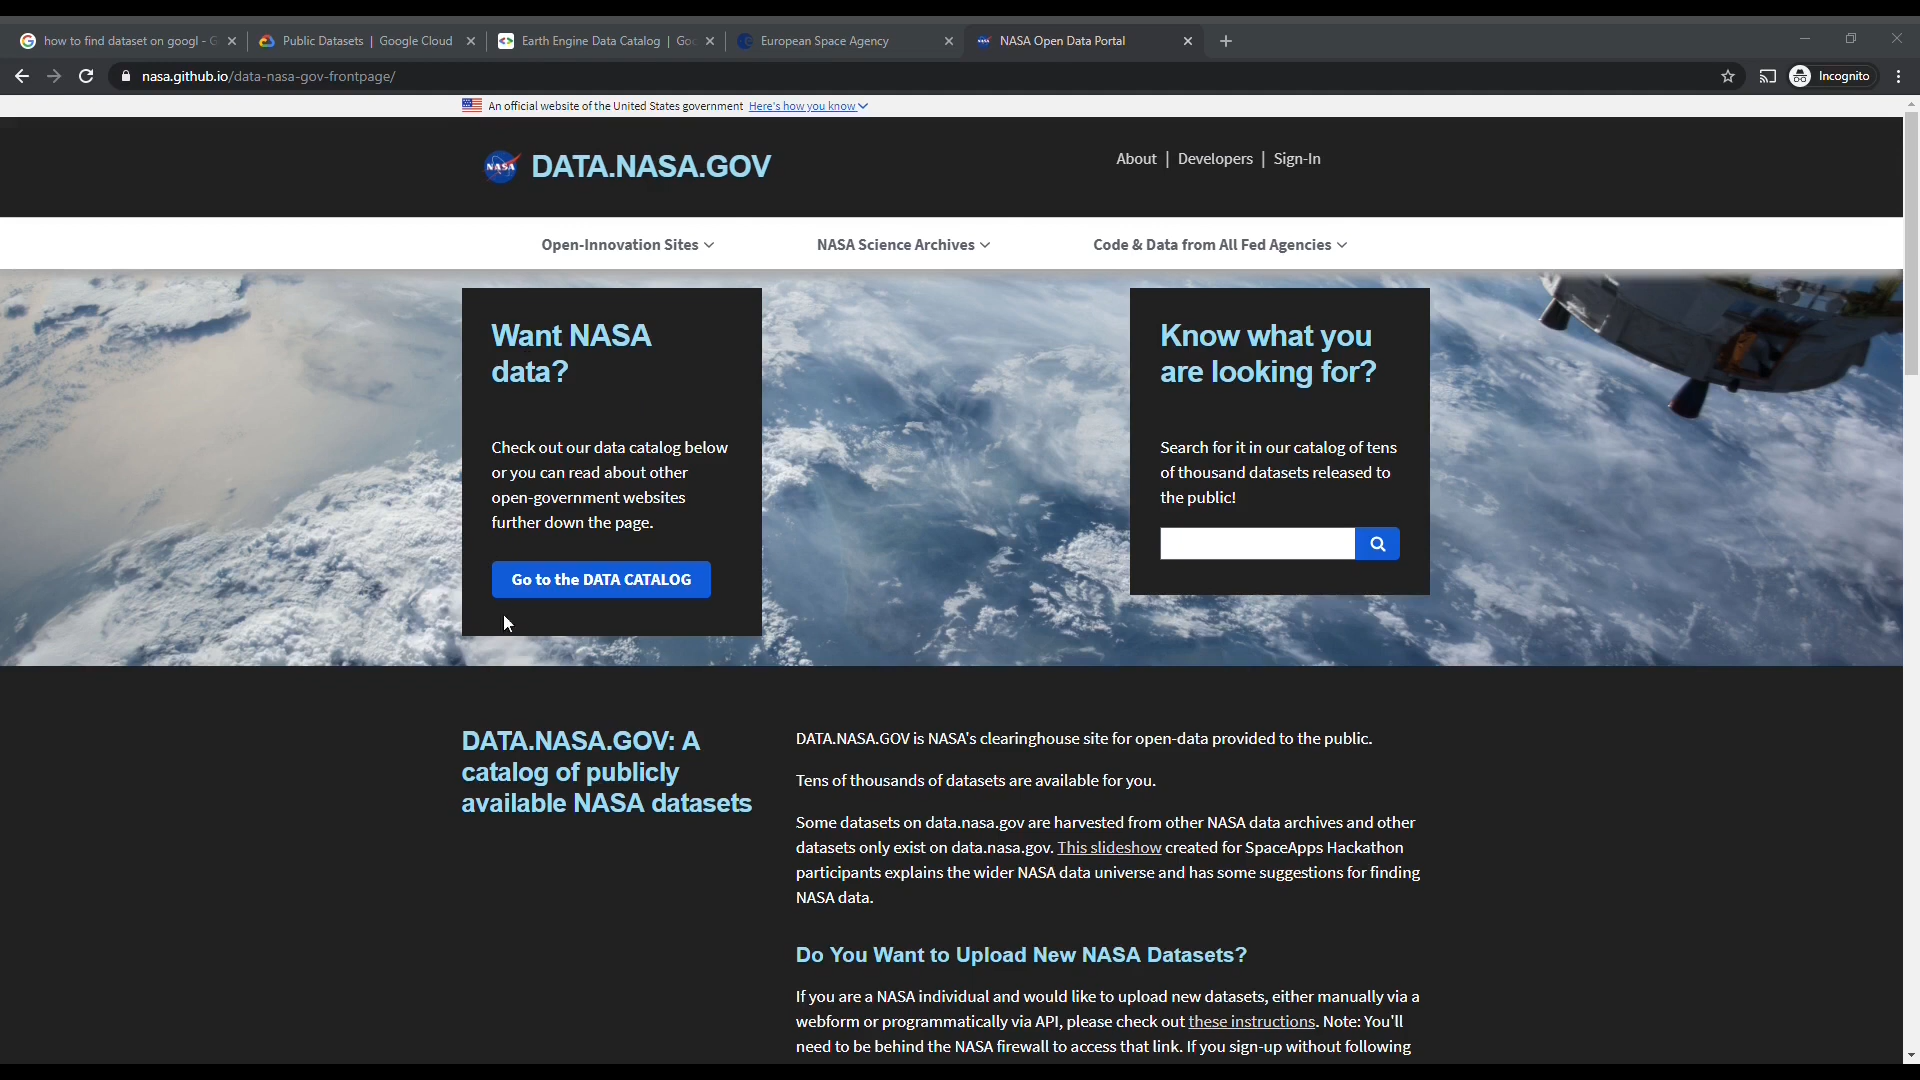 how to find dataset on googl - G
Public Datasets | Google Cloud
Earth Engine Data Catalog | Goo
European Space Agency
NASA Open Data Portal
nasa.github.io/data-nasa-gov-frontpage/
Incognito
An official website of the United States government Here's how you know
NASA DATA.NASA.GOV
About | Developers | Sign-In
Open-Innovation Sites
NASA Science Archives
Code & Data from All Fed Agencies
Want NASA
data?
Check out our data catalog below
or you can read about other
open-government websites
further down the page.
Go to the DATA CATALOG
Know what you
are looking for?
Search for it in our catalog of tens
of thousand datasets released to
the public!
DATA.NASA.GOV: A
catalog of publicly
available NASA datasets
DATA.NASA.GOV is NASA's clearinghouse site for open-data provided to the public.
Tens of thousands of datasets are available for you.
Some datasets on data.nasa.gov are harvested from other NASA data archives and other
datasets only exist on data.nasa.gov. This slideshow created for SpaceApps Hackathon
participants explains the wider NASA data universe and has some suggestions for finding
NASA data.
Do You Want to Upload New NASA Datasets?
If you are a NASA individual and would like to upload new datasets, either manually via a
webform or programmatically via API, please check out these instructions. Note: You'll
need to be behind the NASA firewall to access that link. If you sign-up without following